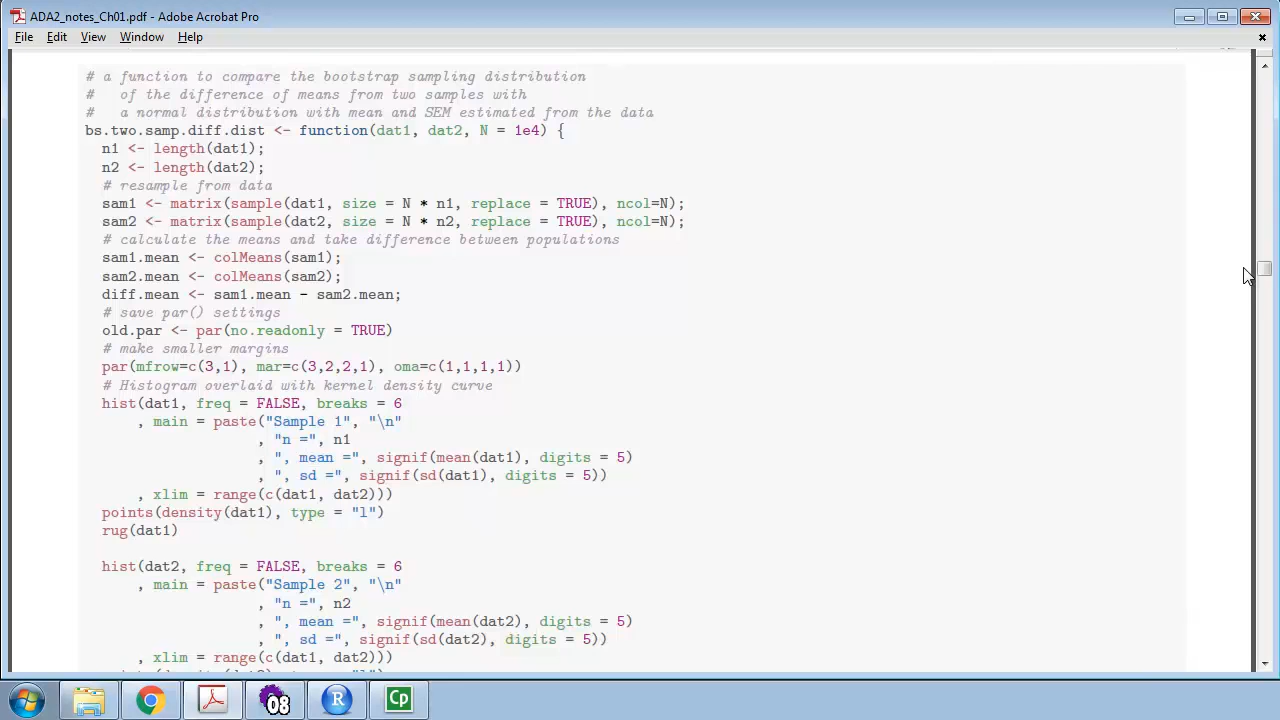 ADA2_notes_Ch01.pdf - Adobe Acrobat Pro
File Edit View Window Help
# a function to compare the bootstrap sampling distribution
#   of the difference of means from two samples with
#   a normal distribution with mean and SEM estimated from the data
bs.two.samp.diff.dist <- function(dat1, dat2, N = 1e4) {
  n1 <- length(dat1);
  n2 <- length(dat2);
  # resample from data
  sam1 <- matrix(sample(dat1, size = N * n1, replace = TRUE), ncol=N);
  sam2 <- matrix(sample(dat2, size = N * n2, replace = TRUE), ncol=N);
  # calculate the means and take difference between populations
  sam1.mean <- colMeans(sam1);
  sam2.mean <- colMeans(sam2);
  diff.mean <- sam1.mean - sam2.mean;
  # save par() settings
  old.par <- par(no.readonly = TRUE)
  # make smaller margins
  par(mfrow=c(3,1), mar=c(3,2,2,1), oma=c(1,1,1,1))
  # Histogram overlaid with kernel density curve
  hist(dat1, freq = FALSE, breaks = 6
      , main = paste("Sample 1", "\n"
                    , "n =", n1
                    , ", mean =", signif(mean(dat1), digits = 5)
                    , ", sd =", signif(sd(dat1), digits = 5))
      , xlim = range(c(dat1, dat2)))
  points(density(dat1), type = "l")
  rug(dat1)
  hist(dat2, freq = FALSE, breaks = 6
      , main = paste("Sample 2", "\n"
                    , "n =", n2
                    , ", mean =", signif(mean(dat2), digits = 5)
                    , ", sd =", signif(sd(dat2), digits = 5))
      , xlim = range(c(dat1, dat2)))
08 R Cp